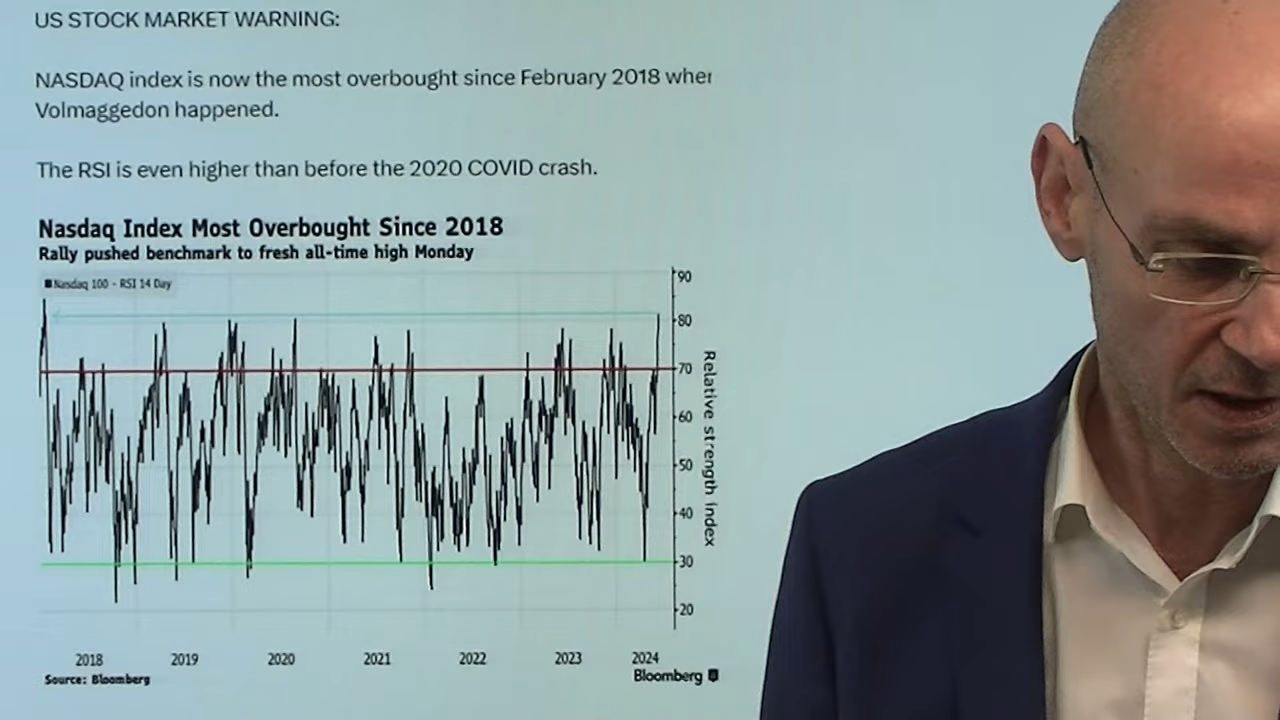 US STOCK MARKET WARNING:
NASDAQ index is now the most overbought since February 2018 wher
Volmaggedon happened.
The RSI is even higher than before the 2020 COVID crash.
Nasdaq Index Most Overbought Since 2018
Rally pushed benchmark to fresh all-time high Monday
Nasdaq 100 - RSI 14 Day
90
80
70
60
50
40
30
20
Relative strength index
2018 2019 2020 2021 2022 2023 2024
Source: Bloomberg
Bloomberg